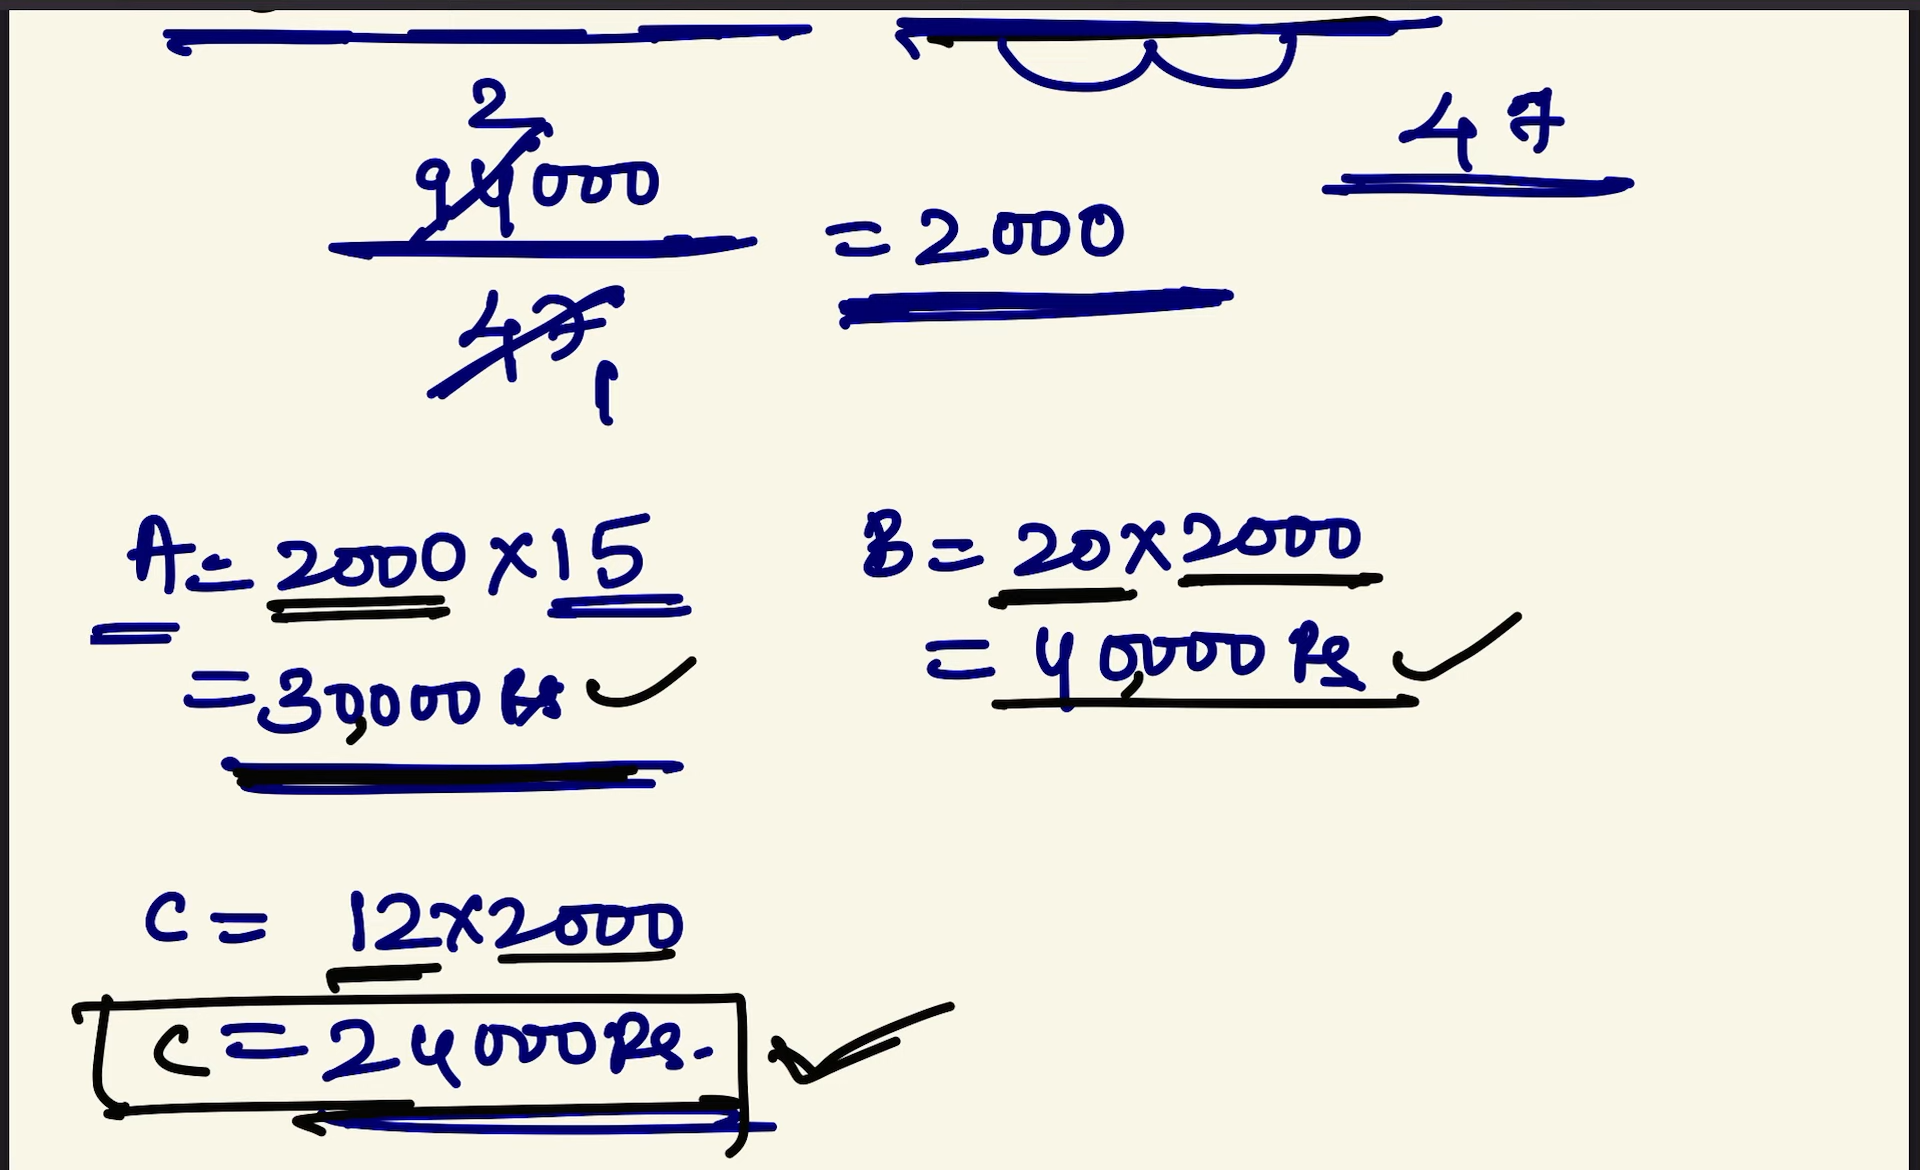 2
94000
47
1
= 2000
47
A = 2000 × 15
= 30,000 Rs
B = 20 × 2000
= 40,000 Rs
C = 12 × 2000
C = 24000 Rs.